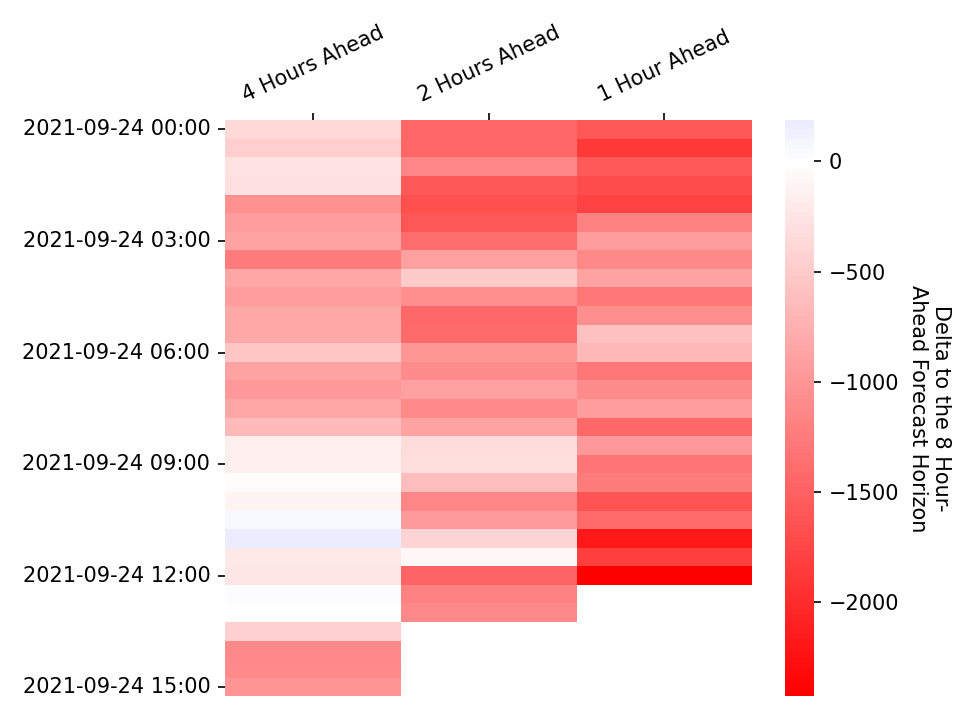 4 Hours Ahead
2 Hours Ahead
1 Hour Ahead
2021-09-24 00:00
2021-09-24 03:00
2021-09-24 06:00
2021-09-24 09:00
2021-09-24 12:00
2021-09-24 15:00
0
−500
−1000
−1500
−2000
Delta to the 8 Hour-
Ahead Forecast Horizon